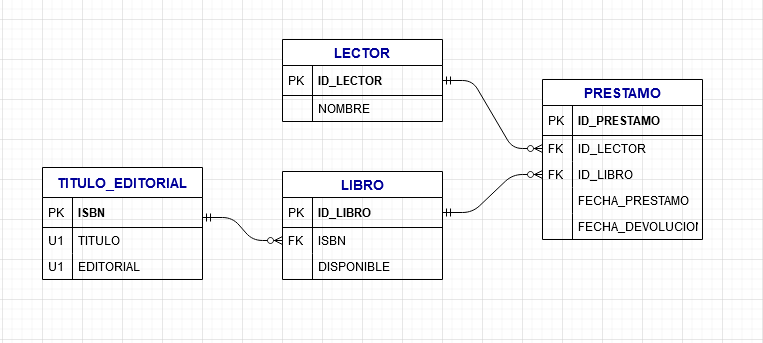 LECTOR
PK ID_LECTOR
NOMBRE
PRESTAMO
PK ID_PRESTAMO
FK ID_LECTOR
FK ID_LIBRO
FECHA_PRESTAMO
FECHA_DEVOLUCION
TITULO_EDITORIAL
PK ISBN
U1 TITULO
U1 EDITORIAL
LIBRO
PK ID_LIBRO
FK ISBN
DISPONIBLE